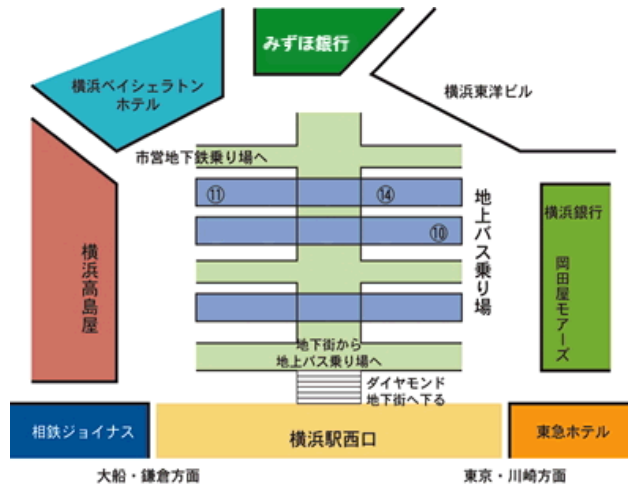 みずほ銀行
横浜ベイシェラトン
ホテル
横浜東洋ビル
市営地下鉄乗り場へ
⑪
⑭
⑩
地上バス乗り場
横浜銀行
岡田屋モアーズ
横浜高島屋
地下街から
地上バス乗り場へ
ダイヤモンド
地下街へ下る
相鉄ジョイナス
横浜駅西口
東急ホテル
大船・鎌倉方面
東京・川崎方面